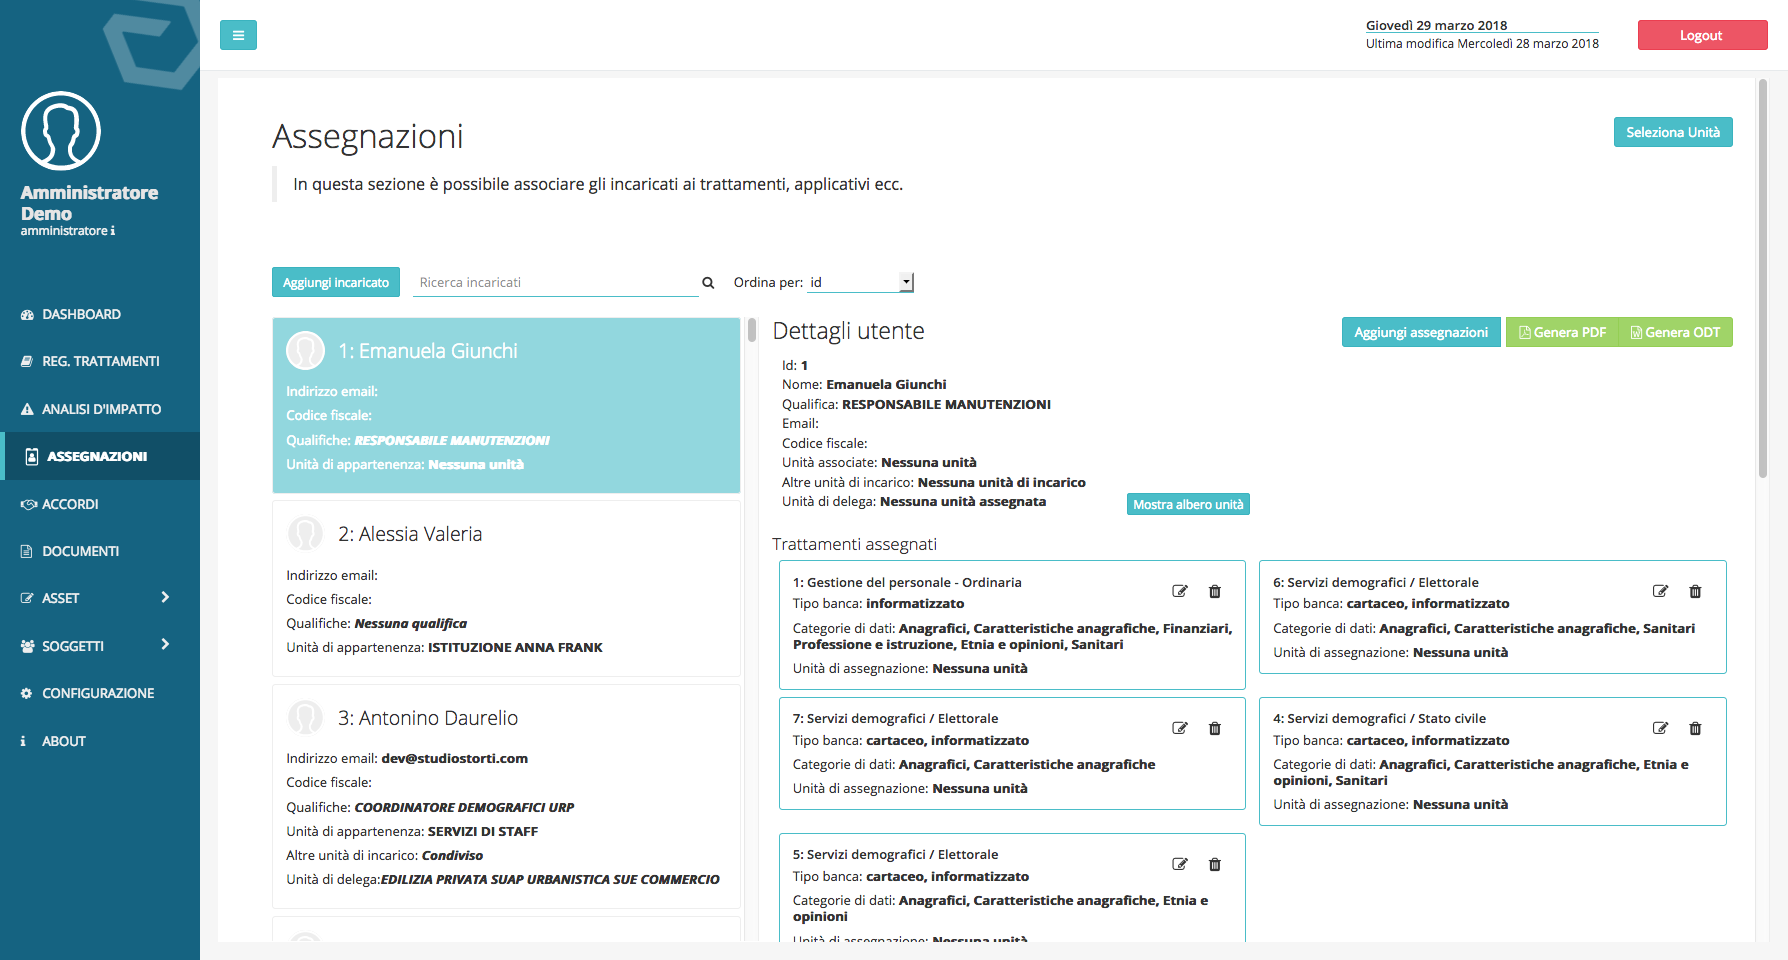 Giovedì 29 marzo 2018
Ultima modifica Mercoledì 28 marzo 2018
Logout
Amministratore
Demo
amministratore
DASHBOARD
REG. TRATTAMENTI
ANALISI D'IMPATTO
ASSEGNAZIONI
ACCORDI
DOCUMENTI
ASSET
SOGGETTI
CONFIGURAZIONE
ABOUT
Assegnazioni
Seleziona Unità
In questa sezione è possibile associare gli incaricati ai trattamenti, applicativi ecc.
Aggiungi incaricato
Ricerca incaricati
Ordina per: id
1: Emanuela Giunchi
Indirizzo email:
Codice fiscale:
Qualifiche: RESPONSABILE MANUTENZIONI
Unità di appartenenza: Nessuna unità
2: Alessia Valeria
Indirizzo email:
Codice fiscale:
Qualifiche: Nessuna qualifica
Unità di appartenenza: ISTITUZIONE ANNA FRANK
3: Antonino Daurelio
Indirizzo email: dev@studiostorti.com
Codice fiscale:
Qualifiche: COORDINATORE DEMOGRAFICI URP
Unità di appartenenza: SERVIZI DI STAFF
Altre unità di incarico: Condiviso
Unità di delega:EDILIZIA PRIVATA SUAP URBANISTICA SUE COMMERCIO
Dettagli utente
Aggiungi assegnazioni
Genera PDF
Genera ODT
Id: 1
Nome: Emanuela Giunchi
Qualifica: RESPONSABILE MANUTENZIONI
Email:
Codice fiscale:
Unità associate: Nessuna unità
Altre unità di incarico: Nessuna unità di incarico
Unità di delega: Nessuna unità assegnata
Mostra albero unità
Trattamenti assegnati
1: Gestione del personale - Ordinaria
Tipo banca: informatizzato
Categorie di dati: Anagrafici, Caratteristiche anagrafiche, Finanziari,
Professione e istruzione, Etnia e opinioni, Sanitari
Unità di assegnazione: Nessuna unità
6: Servizi demografici / Elettorale
Tipo banca: cartaceo, informatizzato
Categorie di dati: Anagrafici, Caratteristiche anagrafiche, Sanitari
Unità di assegnazione: Nessuna unità
7: Servizi demografici / Elettorale
Tipo banca: cartaceo, informatizzato
Categorie di dati: Anagrafici, Caratteristiche anagrafiche
Unità di assegnazione: Nessuna unità
4: Servizi demografici / Stato civile
Tipo banca: cartaceo, informatizzato
Categorie di dati: Anagrafici, Caratteristiche anagrafiche, Etnia e
opinioni, Sanitari
Unità di assegnazione: Nessuna unità
5: Servizi demografici / Elettorale
Tipo banca: cartaceo, informatizzato
Categorie di dati: Anagrafici, Caratteristiche anagrafiche, Etnia e
opinioni
Unità di assegnazione: Nessuna unità